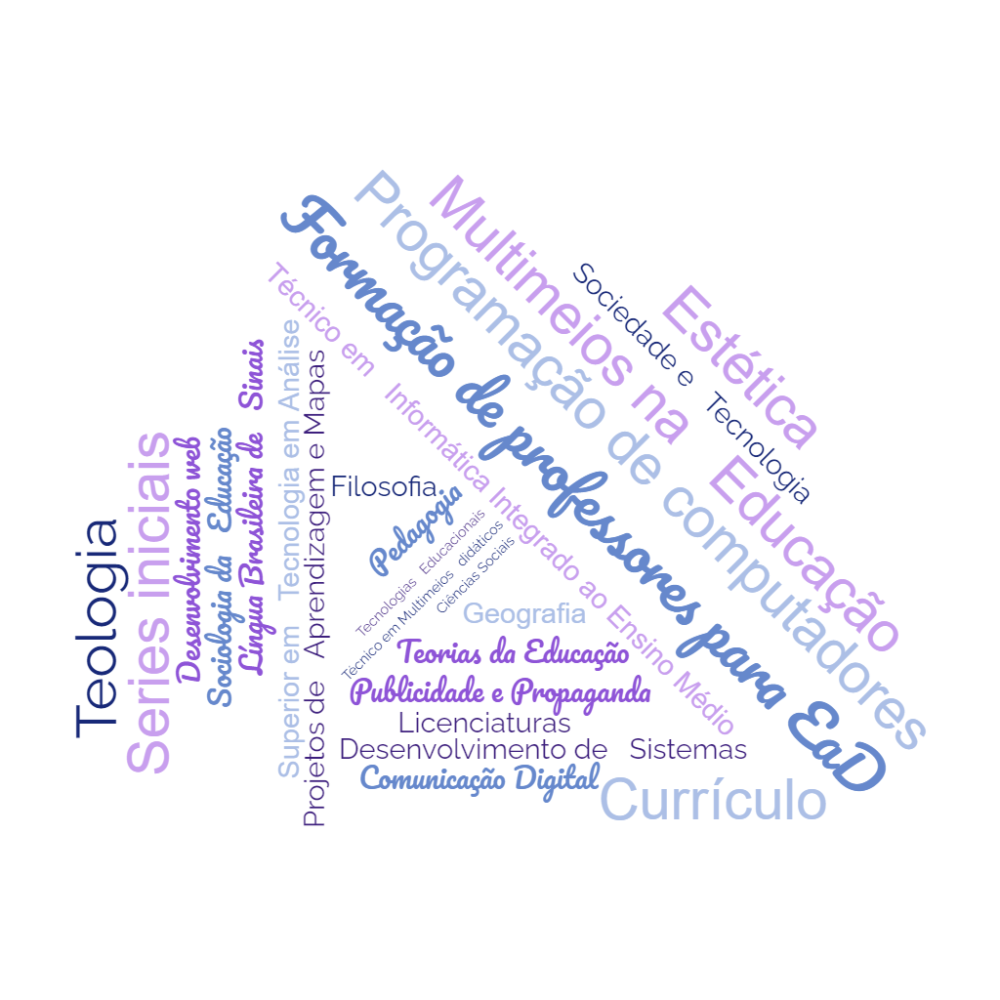 Multimeios na Educação
Programação de computadores
Formação de professores para EaD
Estética
Sociedade e Tecnologia
Técnico em Informática Integrado ao Ensino Médio
Teologia
Series iniciais
Desenvolvimento web
Sociologia da Educação
Língua Brasileira de Sinais
Superior em Tecnologia em Análise
Projetos de Aprendizagem e Mapas
Filosofia
Pedagogia
Tecnologias Educacionais
Técnico em Multimeios didáticos
Ciências Sociais
Geografia
Teorias da Educação
Publicidade e Propaganda
Licenciaturas
Desenvolvimento de Sistemas
Comunicação Digital
Currículo